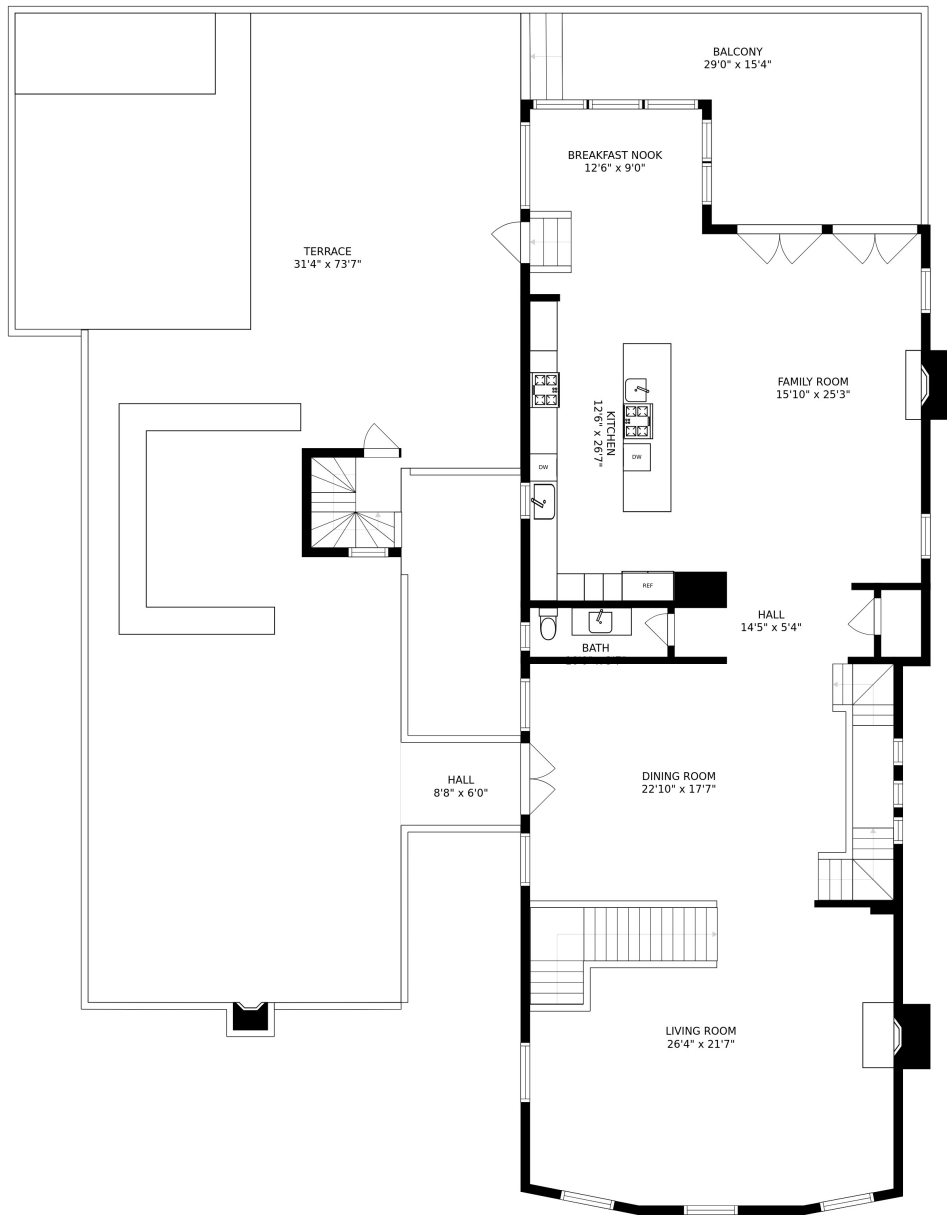 BALCONY
29'0" x 15'4"
BREAKFAST NOOK
12'6" x 9'0"
TERRACE
31'4" x 73'7"
FAMILY ROOM
15'10" x 25'3"
KITCHEN
12'6" x 26'7"
DW
DW
REF
HALL
14'5" x 5'4"
BATH
HALL
8'8" x 6'0"
DINING ROOM
22'10" x 17'7"
LIVING ROOM
26'4" x 21'7"